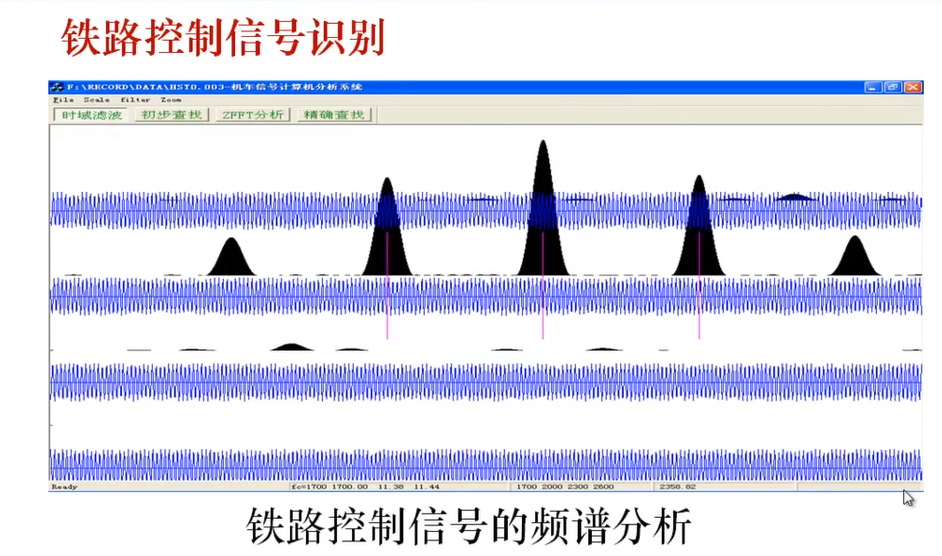 铁路控制信号识别
F:\RECORD\DATA\HST0.003-机车信号计算机分析系统
File Scale filter Zoom
时域滤波 初步查找 ZFFT分析 精确查找
Ready fc=1700 1700.00 11.38 11.44 1700 2000 2300 2600 2358.82
铁路控制信号的频谱分析